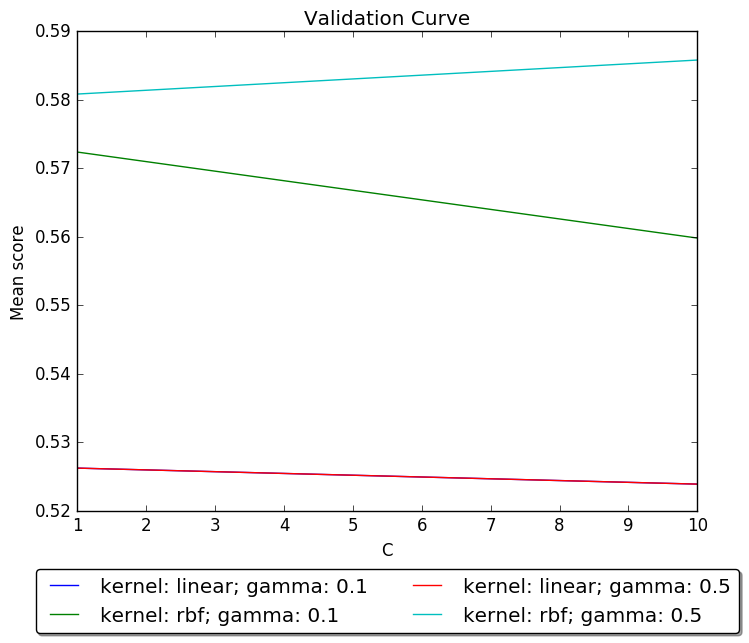 Validation Curve
0.59
0.58
0.57
0.56
0.55
0.54
0.53
0.52
Mean score
1 2 3 4 5 6 7 8 9 10
C
kernel: linear; gamma: 0.1 kernel: linear; gamma: 0.5
kernel: rbf; gamma: 0.1 kernel: rbf; gamma: 0.5